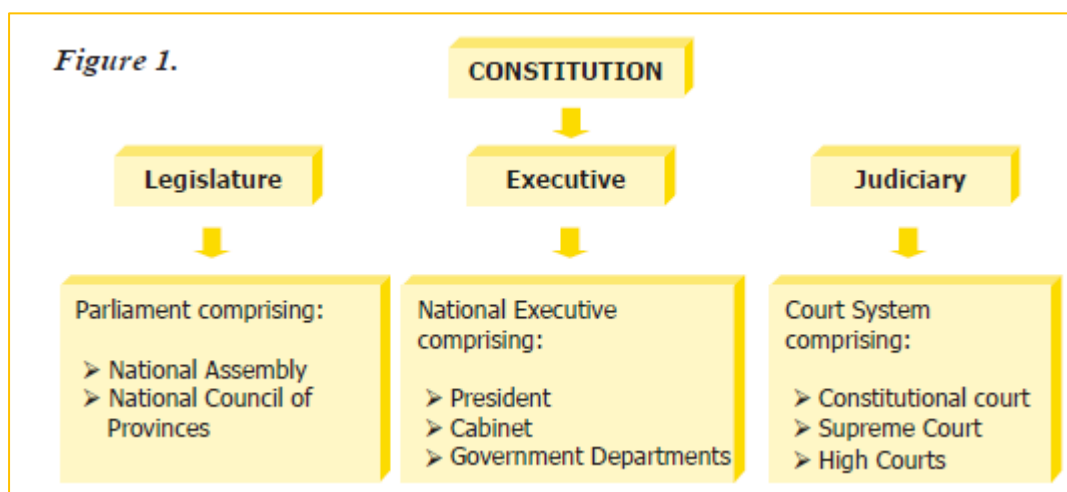 Figure 1.
CONSTITUTION
Legislature
Executive
Judiciary
Parliament comprising:
➢ National Assembly
➢ National Council of
Provinces
National Executive
comprising:
➢ President
➢ Cabinet
➢ Government Departments
Court System
comprising:
➢ Constitutional court
➢ Supreme Court
➢ High Courts